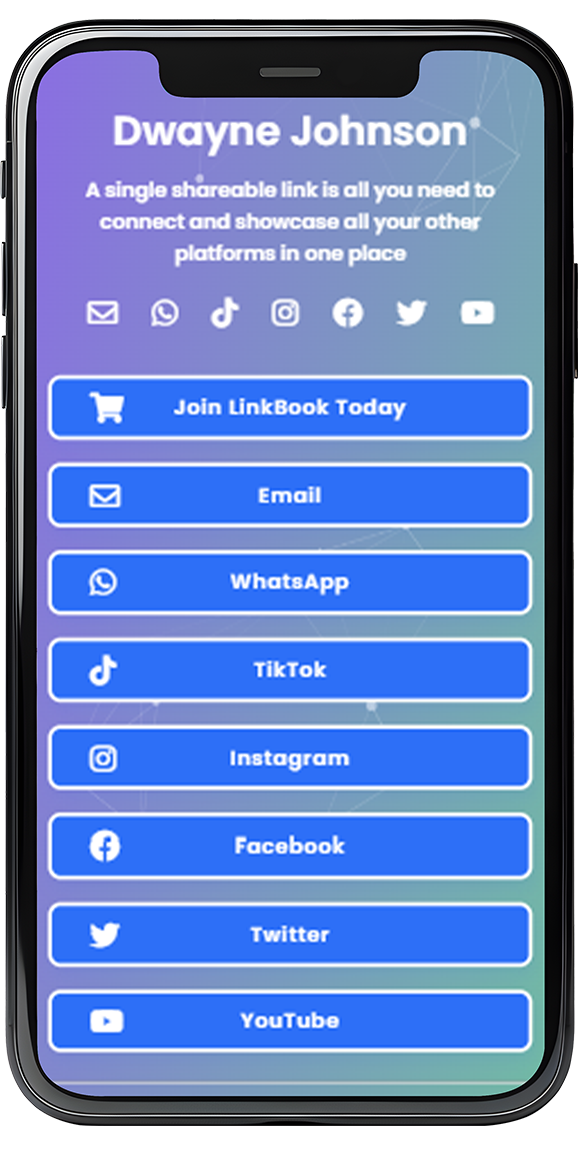 Dwayne Johnson
A single shareable link is all you need to
connect and showcase all your other
platforms in one place
Join LinkBook Today
Email
WhatsApp
TikTok
Instagram
Facebook
Twitter
YouTube